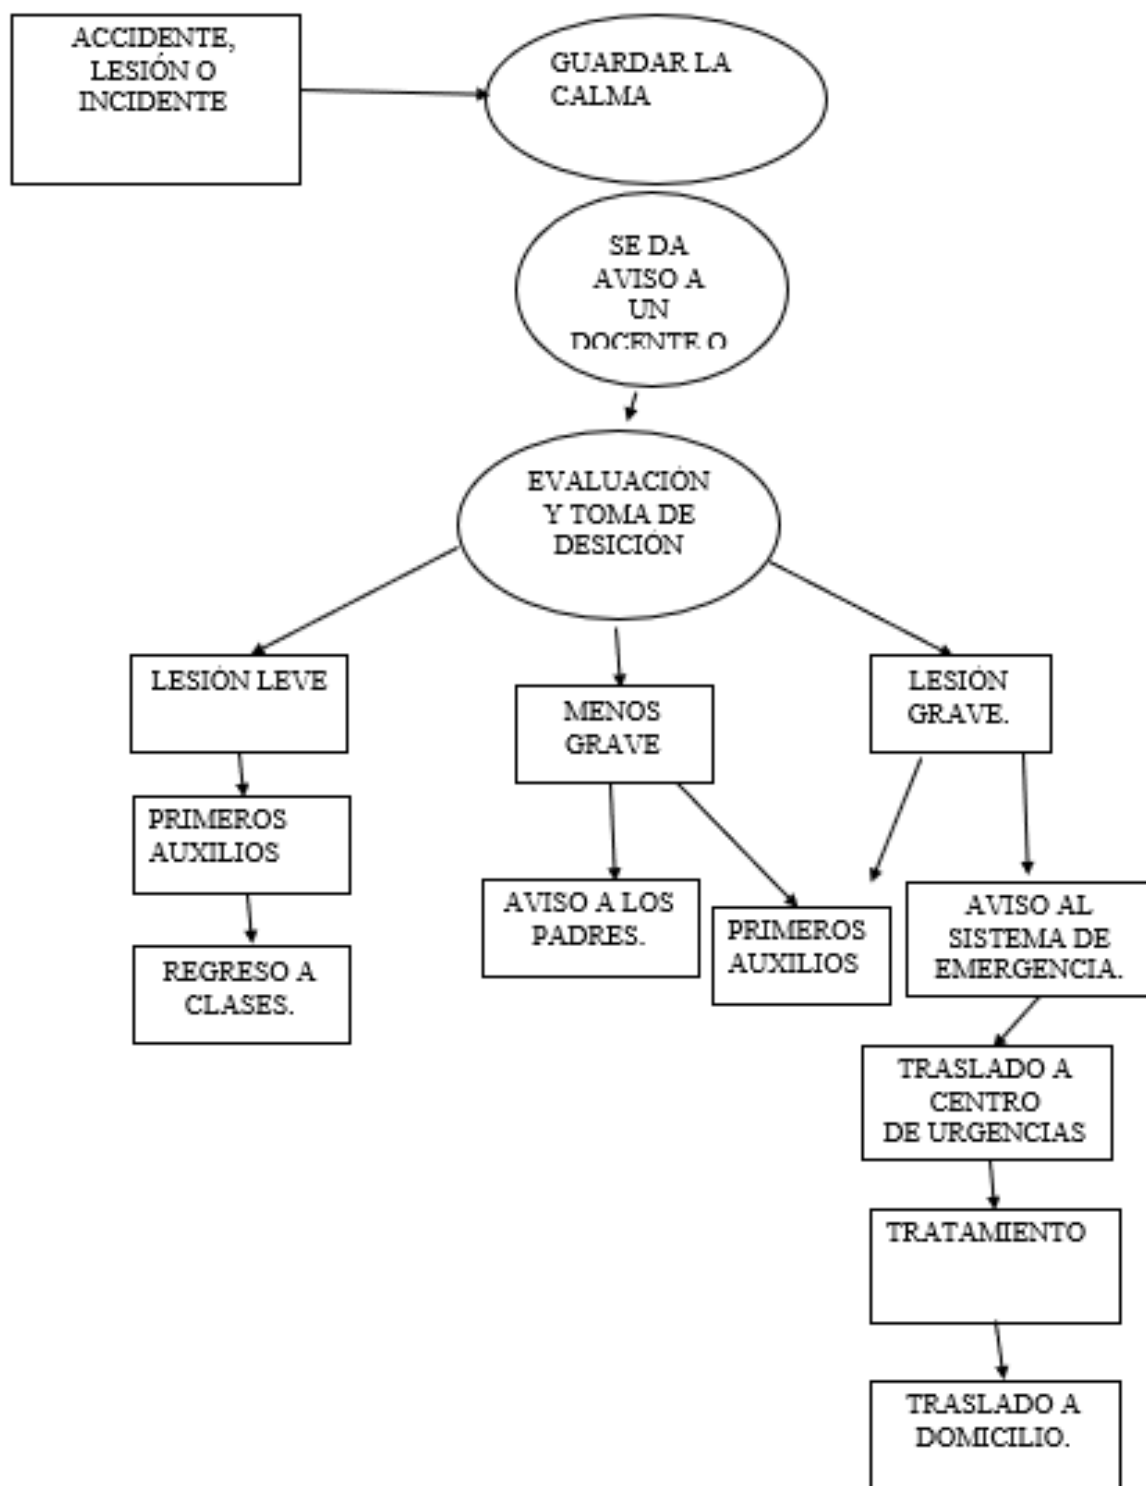 ACCIDENTE,
LESIÓN O
INCIDENTE
GUARDAR LA
CALMA
SE DA
AVISO A
UN
DOCENTE O
EVALUACIÓN
Y TOMA DE
DESICIÓN
LESIÓN LEVE
MENOS
GRAVE
LESIÓN
GRAVE.
PRIMEROS
AUXILIOS
AVISO A LOS
PADRES.
PRIMEROS
AUXILIOS
AVISO AL
SISTEMA DE
EMERGENCIA.
REGRESO A
CLASES.
TRASLADO A
CENTRO
DE URGENCIAS
TRATAMIENTO
TRASLADO A
DOMICILIO.